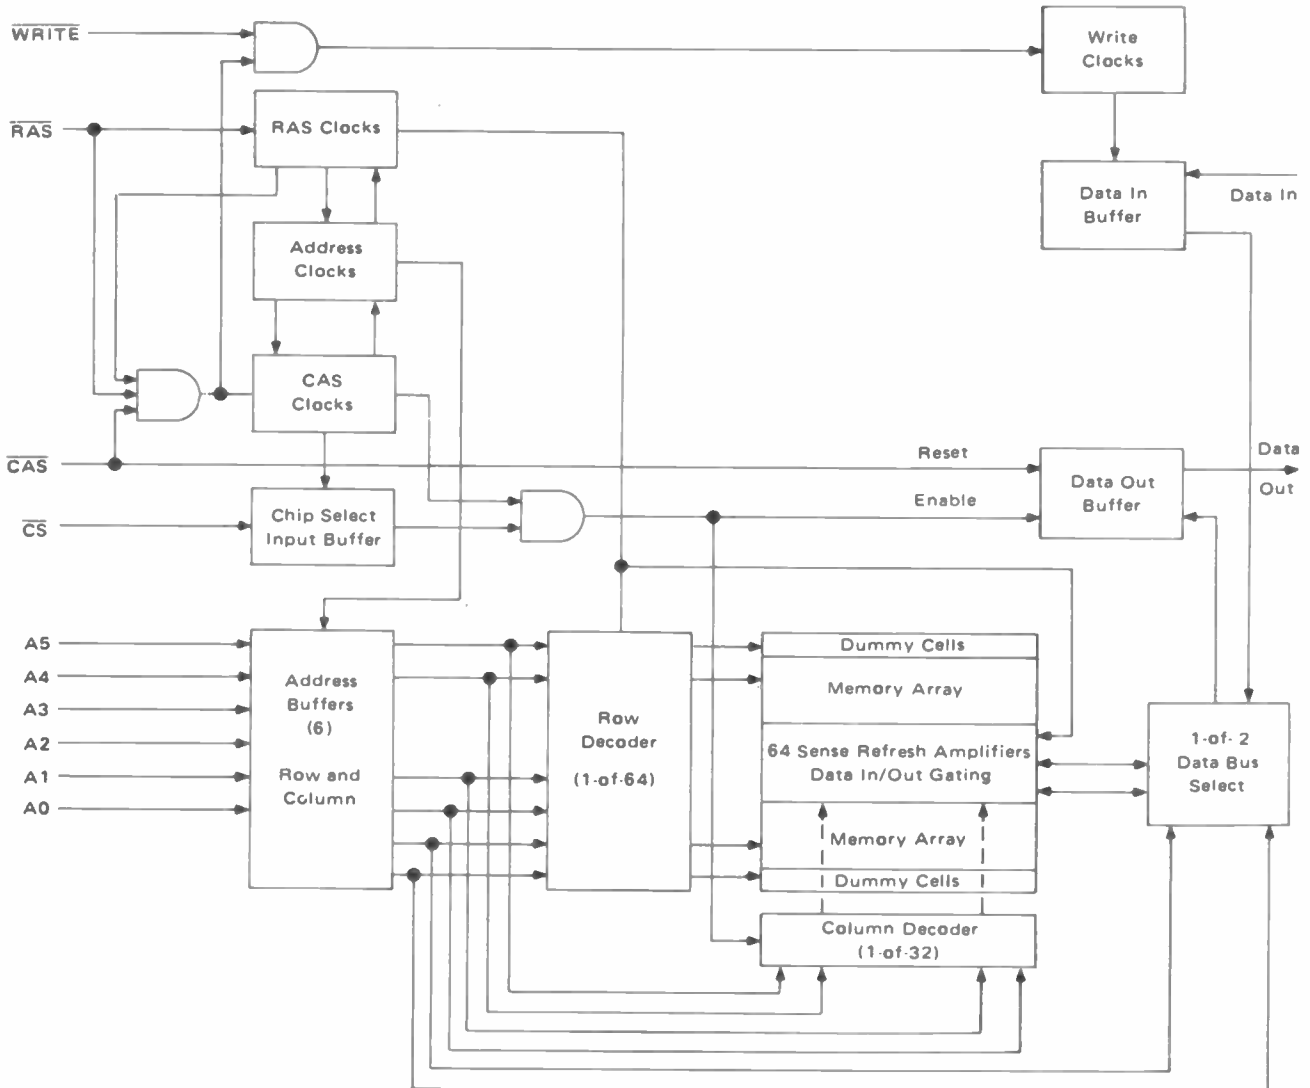 WRITE
Write
Clocks
RAS
RAS Clocks
Data In
Buffer
Data In
Address
Clocks
CAS
Clocks
CAS
Reset
Data Out
Buffer
Data
Out
CS
Chip Select
Input Buffer
Enable
A5
A4
A3
A2
A1
A0
Address
Buffers
(6)
Row and
Column
Row
Decoder
(1-of-64)
Dummy Cells
Memory Array
64 Sense Refresh Amplifiers
Data In/Out Gating
Memory Array
Dummy Cells
1-of-2
Data Bus
Select
Column Decoder
(1-of-32)